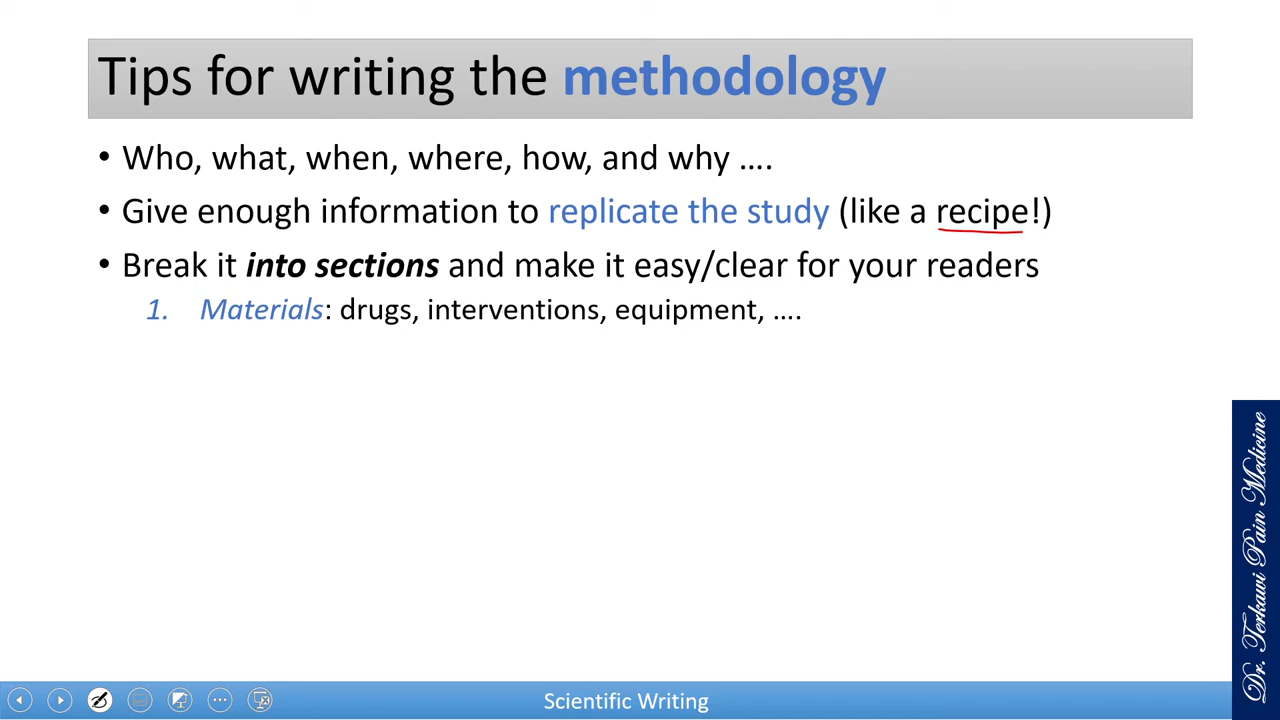 Tips for writing the methodology
• Who, what, when, where, how, and why ....
• Give enough information to replicate the study (like a recipe!)
• Break it into sections and make it easy/clear for your readers
1. Materials: drugs, interventions, equipment, ....
Dr. Terkawi Pain Medicine
Scientific Writing